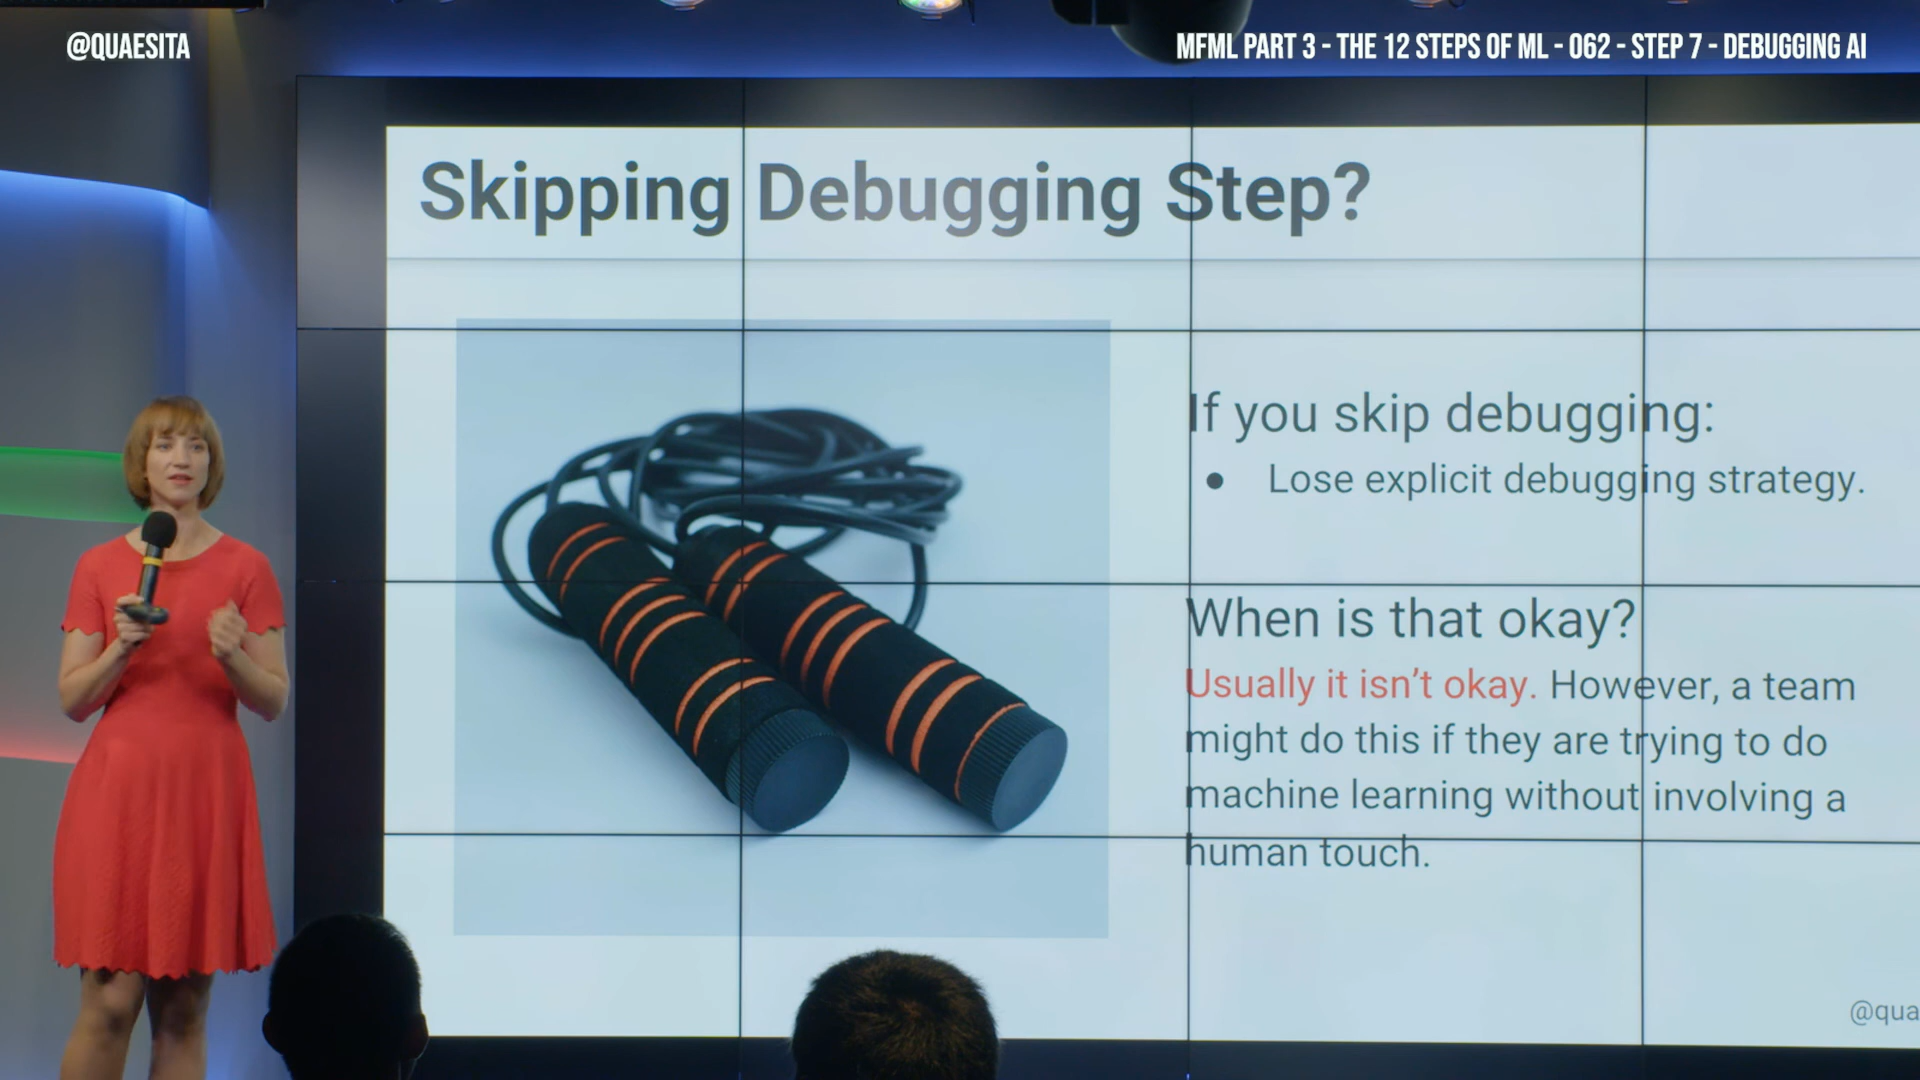 @QUAESITA
MFML PART 3 - THE 12 STEPS OF ML - 062 - STEP 7 - DEBUGGING AI
Skipping Debugging Step?
If you skip debugging:
● Lose explicit debugging strategy.
When is that okay?
Usually it isn't okay. However, a team
might do this if they are trying to do
machine learning without involving a
human touch.
@qua